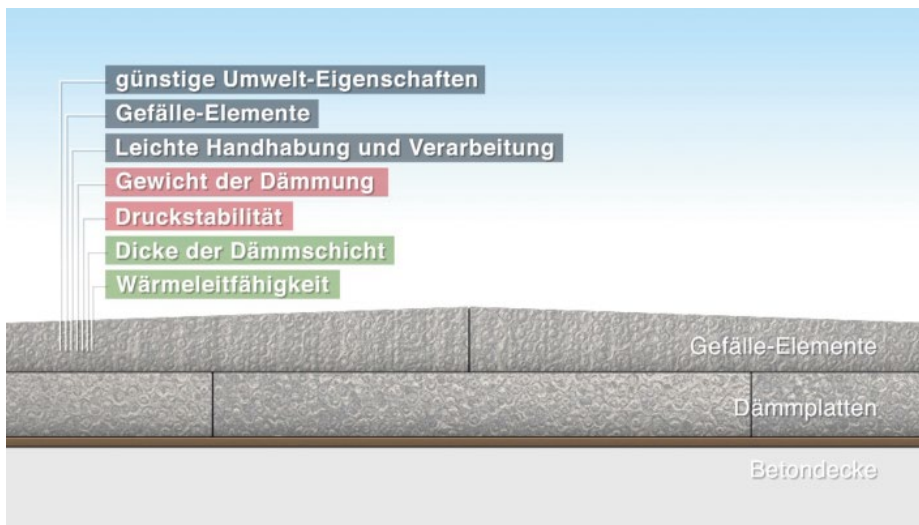 günstige Umwelt-Eigenschaften
Gefälle-Elemente
Leichte Handhabung und Verarbeitung
Gewicht der Dämmung
Druckstabilität
Dicke der Dämmschicht
Wärmeleitfähigkeit
Gefälle-Elemente
Dämmplatten
Betondecke